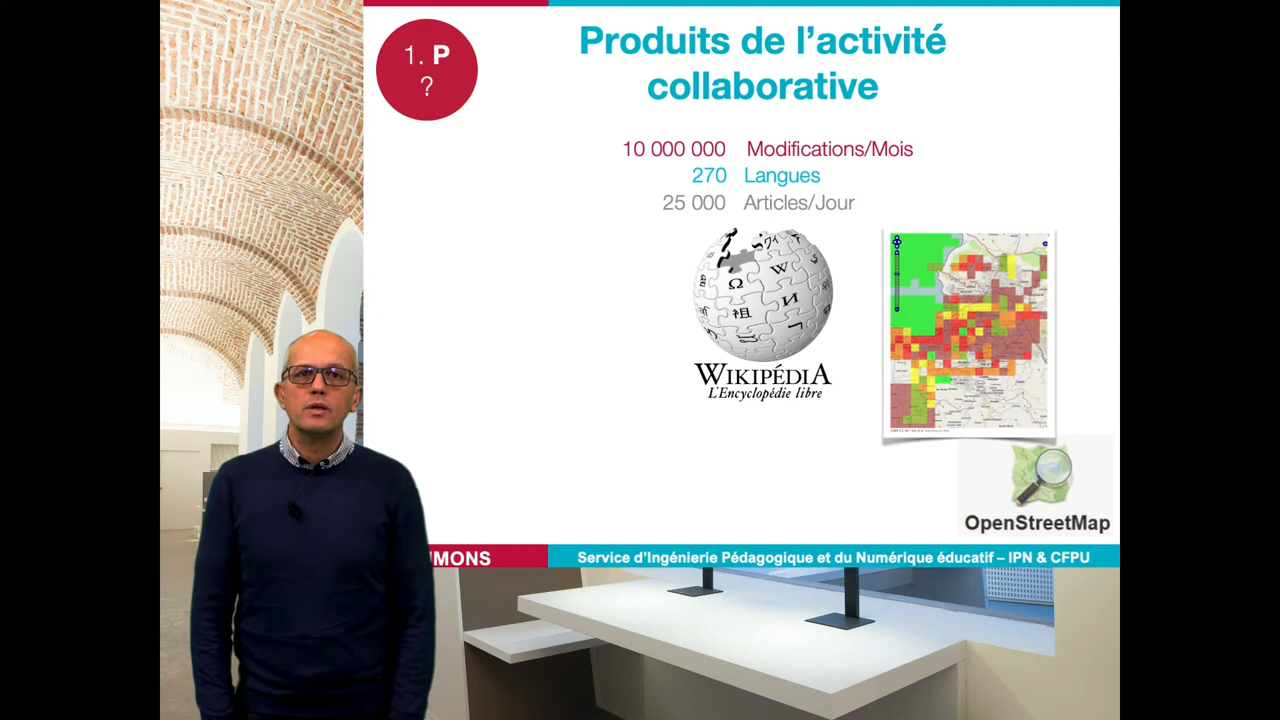 1. P
?
Produits de l’activité
collaborative
10 000 000 Modifications/Mois
270 Langues
25 000 Articles/Jour
Ω
W
И
祖
WIKIPÉDIA
L'Encyclopédie libre
OpenStreetMap
MONS
Service d’Ingénierie Pédagogique et du Numérique éducatif – IPN & CFPU